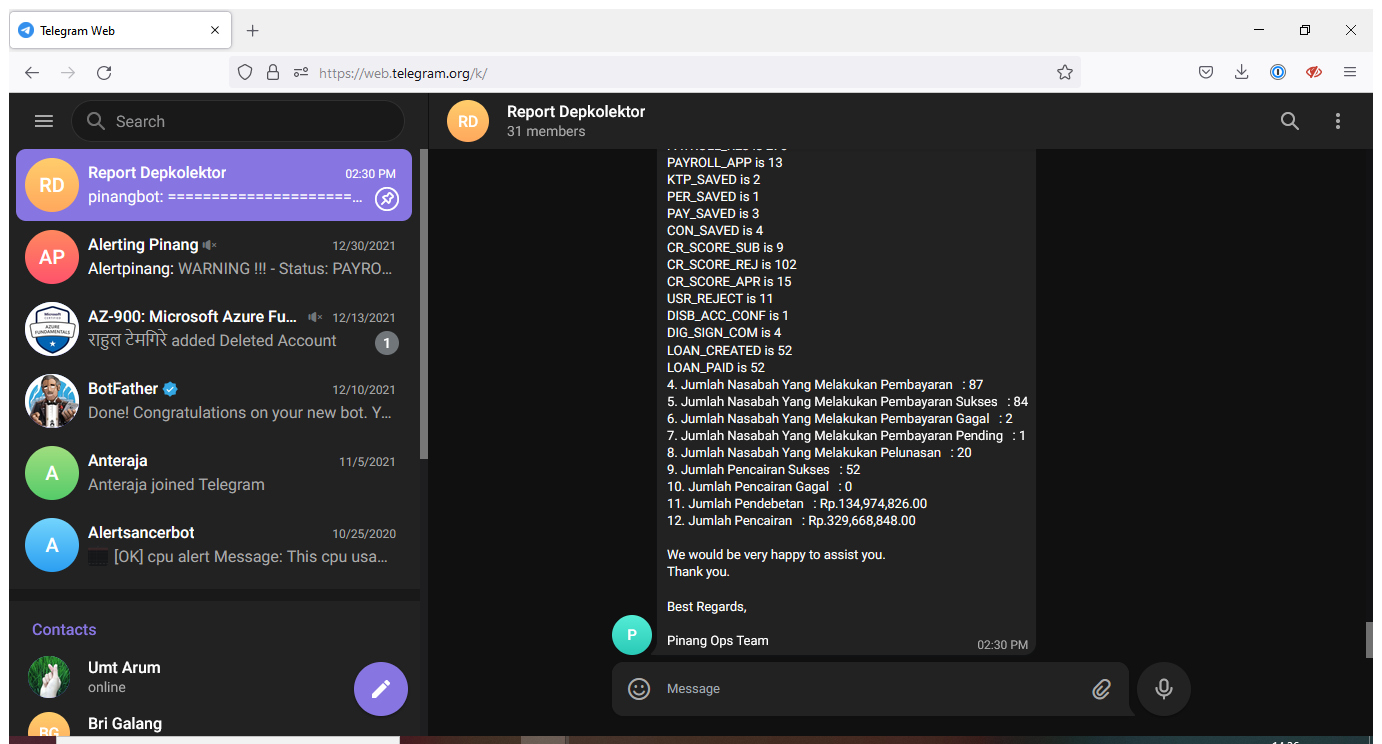 Telegram Web
https://web.telegram.org/k/
Search
RD
Report Depkolektor
02:30 PM
pinangbot: =====================...
AP
Alerting Pinang
12/30/2021
Alertpinang: WARNING !!! - Status: PAYRO...
AZ-900: Microsoft Azure Fu...
12/13/2021
राहुल टेमगिरे added Deleted Account
1
BotFather
12/10/2021
Done! Congratulations on your new bot. Y...
A
Anteraja
11/5/2021
Anteraja joined Telegram
A
Alertsancerbot
10/25/2020
[OK] cpu alert Message: This cpu usa...
Contacts
Umt Arum
online
BG
Bri Galang
RD
Report Depkolektor
31 members
PAYROLL_APP is 13
KTP_SAVED is 2
PER_SAVED is 1
PAY_SAVED is 3
CON_SAVED is 4
CR_SCORE_SUB is 9
CR_SCORE_REJ is 102
CR_SCORE_APR is 15
USR_REJECT is 11
DISB_ACC_CONF is 1
DIG_SIGN_COM is 4
LOAN_CREATED is 52
LOAN_PAID is 52
4. Jumlah Nasabah Yang Melakukan Pembayaran : 87
5. Jumlah Nasabah Yang Melakukan Pembayaran Sukses : 84
6. Jumlah Nasabah Yang Melakukan Pembayaran Gagal : 2
7. Jumlah Nasabah Yang Melakukan Pembayaran Pending : 1
8. Jumlah Nasabah Yang Melakukan Pelunasan : 20
9. Jumlah Pencairan Sukses : 52
10. Jumlah Pencairan Gagal : 0
11. Jumlah Pendebetan : Rp.134,974,826.00
12. Jumlah Pencairan : Rp.329,668,848.00
We would be very happy to assist you.
Thank you.
Best Regards,
Pinang Ops Team
02:30 PM
P
Message